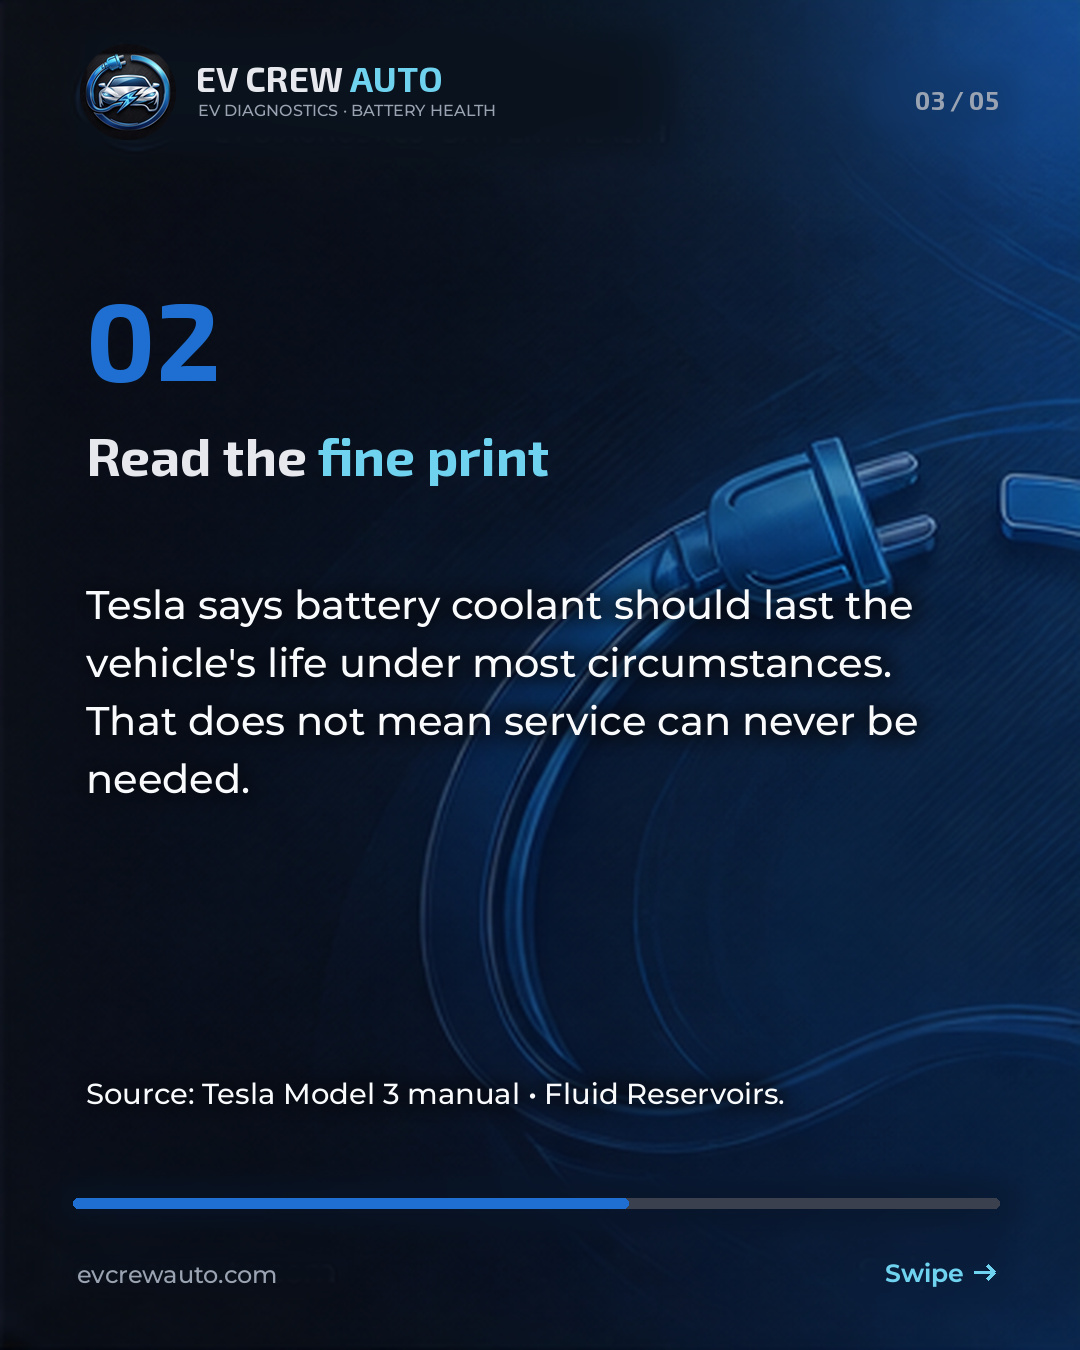 EV CREW AUTO
EV DIAGNOSTICS · BATTERY HEALTH
03 / 05
02
Read the fine print
Tesla says battery coolant should last the
vehicle's life under most circumstances.
That does not mean service can never be
needed.
Source: Tesla Model 3 manual • Fluid Reservoirs.
evcrewauto.com
Swipe →